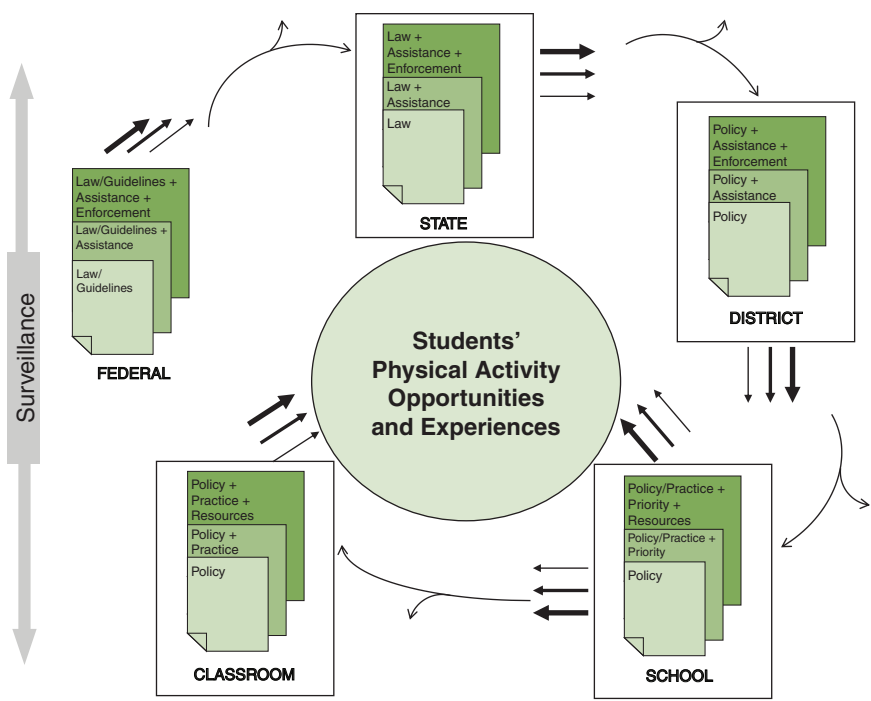 Surveillance
Law/Guidelines +
Assistance +
Enforcement
Law/Guidelines +
Assistance
Law/
Guidelines
FEDERAL
Law +
Assistance +
Enforcement
Law +
Assistance
Law
STATE
Policy +
Assistance +
Enforcement
Policy +
Assistance
Policy
DISTRICT
Students’
Physical Activity
Opportunities
and Experiences
Policy +
Practice +
Resources
Policy +
Practice
Policy
CLASSROOM
Policy/Practice +
Priority +
Resources
Policy/Practice +
Priority
Policy
SCHOOL